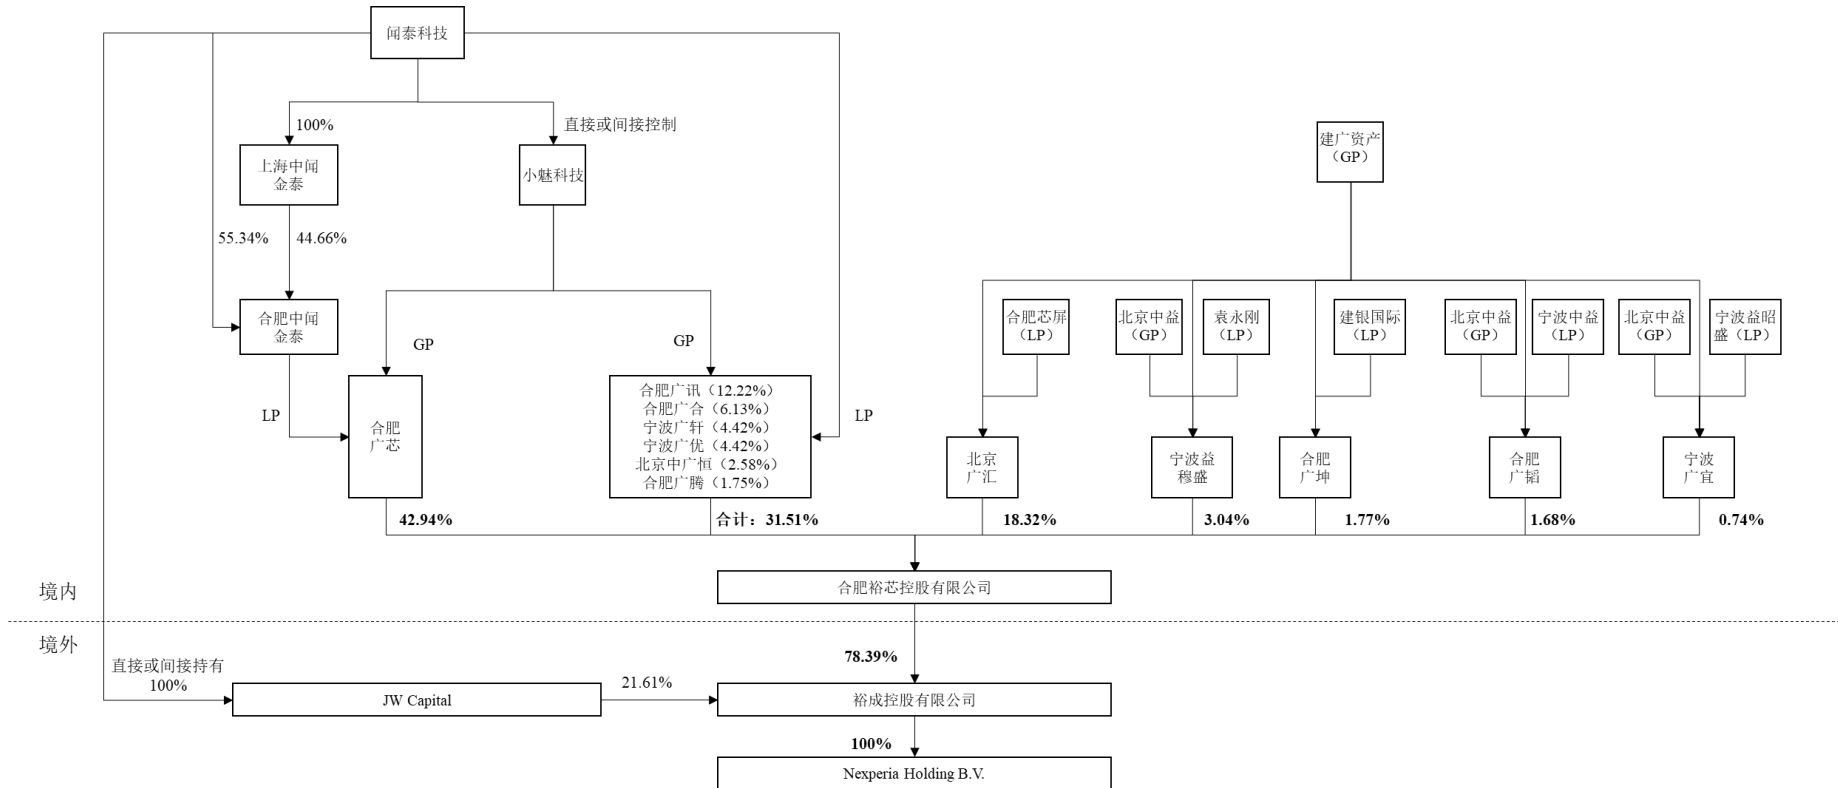 闻泰科技
100%
直接或间接控制
上海中闻
金泰
小魅科技
建广资产
（GP）
55.34%
44.66%
合肥中闻
金泰
GP
GP
LP
LP
合肥
广芯
合肥广讯（12.22%）
合肥广合（6.13%）
宁波广轩（4.42%）
宁波广优（4.42%）
北京中广恒（2.58%）
合肥广腾（1.75%）
合肥芯屏
（LP）
北京中益
（GP）
袁永刚
（LP）
建银国际
（LP）
北京中益
（GP）
宁波中益
（LP）
北京中益
（GP）
宁波益昭
盛（LP）
北京
广汇
宁波益
穆盛
合肥
广坤
合肥
广韬
宁波
广宜
42.94%
合计：31.51%
18.32%
3.04%
1.77%
1.68%
0.74%
合肥裕芯控股有限公司
境内
境外
78.39%
直接或间接持有
100%
JW Capital
21.61%
裕成控股有限公司
100%
Nexperia Holding B.V.